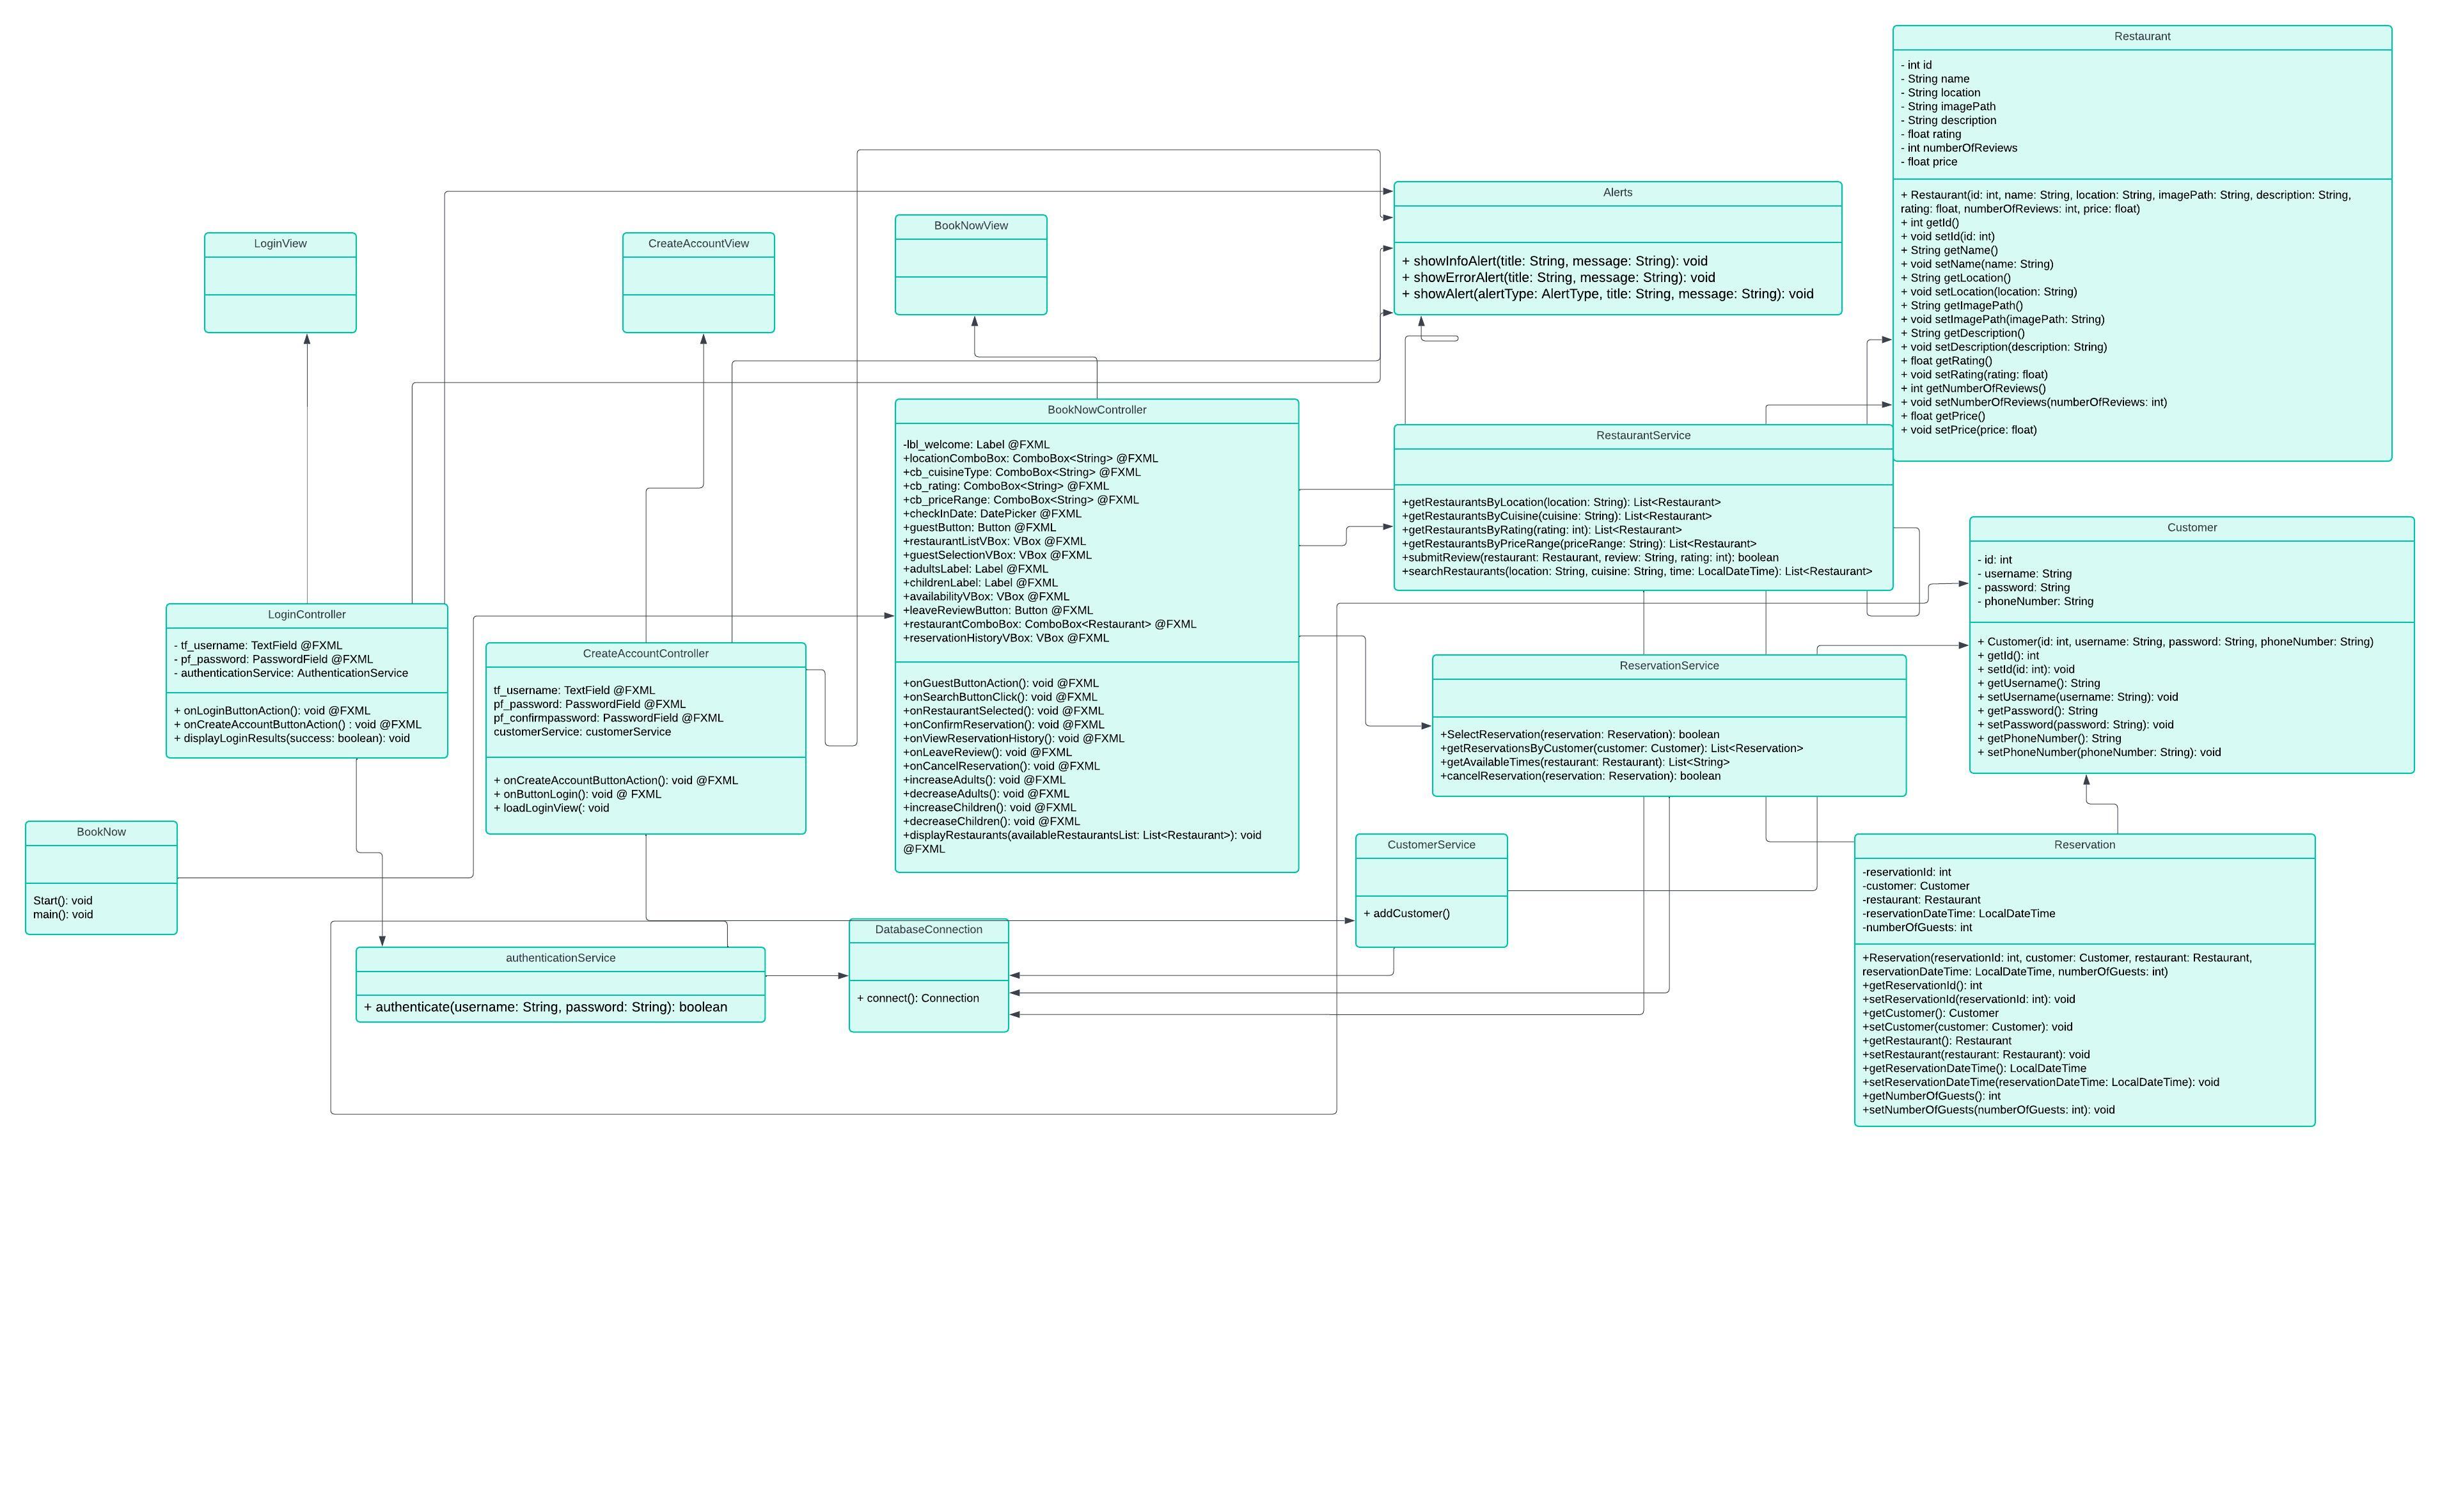 Restaurant
- int id
- String name
- String location
- String imagePath
- String description
- float rating
- int numberOfReviews
- float price
+ Restaurant(id: int, name: String, location: String, imagePath: String, description: String,
rating: float, numberOfReviews: int, price: float)
+ int getId()
+ void setId(id: int)
+ String getName()
+ void setName(name: String)
+ String getLocation()
+ void setLocation(location: String)
+ String getImagePath()
+ void setImagePath(imagePath: String)
+ String getDescription()
+ void setDescription(description: String)
+ float getRating()
+ void setRating(rating: float)
+ int getNumberOfReviews()
+ void setNumberOfReviews(numberOfReviews: int)
+ float getPrice()
+ void setPrice(price: float)
Alerts
+ showInfoAlert(title: String, message: String): void
+ showErrorAlert(title: String, message: String): void
+ showAlert(alertType: AlertType, title: String, message: String): void
BookNowView
LoginView
CreateAccountView
BookNowController
-lbl_welcome: Label @FXML
+locationComboBox: ComboBox<String> @FXML
+cb_cuisineType: ComboBox<String> @FXML
+cb_rating: ComboBox<String> @FXML
+cb_priceRange: ComboBox<String> @FXML
+checkInDate: DatePicker @FXML
+guestButton: Button @FXML
+restaurantListVBox: VBox @FXML
+guestSelectionVBox: VBox @FXML
+adultsLabel: Label @FXML
+childrenLabel: Label @FXML
+availabilityVBox: VBox @FXML
+leaveReviewButton: Button @FXML
+restaurantComboBox: ComboBox<Restaurant> @FXML
+reservationHistoryVBox: VBox @FXML
+onGuestButtonAction(): void @FXML
+onSearchButtonClick(): void @FXML
+onRestaurantSelected(): void @FXML
+onConfirmReservation(): void @FXML
+onViewReservationHistory(): void @FXML
+onLeaveReview(): void @FXML
+onCancelReservation(): void @FXML
+increaseAdults(): void @FXML
+decreaseAdults(): void @FXML
+increaseChildren(): void @FXML
+decreaseChildren(): void @FXML
+displayRestaurants(availableRestaurantsList: List<Restaurant>): void
@FXML
RestaurantService
+getRestaurantsByLocation(location: String): List<Restaurant>
+getRestaurantsByCuisine(cuisine: String): List<Restaurant>
+getRestaurantsByRating(rating: int): List<Restaurant>
+getRestaurantsByPriceRange(priceRange: String): List<Restaurant>
+submitReview(restaurant: Restaurant, review: String, rating: int): boolean
+searchRestaurants(location: String, cuisine: String, time: LocalDateTime): List<Restaurant>
Customer
- id: int
- username: String
- password: String
- phoneNumber: String
+ Customer(id: int, username: String, password: String, phoneNumber: String)
+ getId(): int
+ setId(id: int): void
+ getUsername(): String
+ setUsername(username: String): void
+ getPassword(): String
+ setPassword(password: String): void
+ getPhoneNumber(): String
+ setPhoneNumber(phoneNumber: String): void
LoginController
- tf_username: TextField @FXML
- pf_password: PasswordField @FXML
- authenticationService: AuthenticationService
+ onLoginButtonAction(): void @FXML
+ onCreateAccountButtonAction() : void @FXML
+ displayLoginResults(success: boolean): void
CreateAccountController
tf_username: TextField @FXML
pf_password: PasswordField @FXML
pf_confirmpassword: PasswordField @FXML
customerService: customerService
+ onCreateAccountButtonAction(): void @FXML
+ onButtonLogin(): void @ FXML
+ loadLoginView(: void
ReservationService
+SelectReservation(reservation: Reservation): boolean
+getReservationsByCustomer(customer: Customer): List<Reservation>
+getAvailableTimes(restaurant: Restaurant): List<String>
+cancelReservation(reservation: Reservation): boolean
BookNow
Start(): void
main(): void
CustomerService
+ addCustomer()
Reservation
-reservationId: int
-customer: Customer
-restaurant: Restaurant
-reservationDateTime: LocalDateTime
-numberOfGuests: int
+Reservation(reservationId: int, customer: Customer, restaurant: Restaurant,
reservationDateTime: LocalDateTime, numberOfGuests: int)
+getReservationId(): int
+setReservationId(reservationId: int): void
+getCustomer(): Customer
+setCustomer(customer: Customer): void
+getRestaurant(): Restaurant
+setRestaurant(restaurant: Restaurant): void
+getReservationDateTime(): LocalDateTime
+setReservationDateTime(reservationDateTime: LocalDateTime): void
+getNumberOfGuests(): int
+setNumberOfGuests(numberOfGuests: int): void
authenticationService
+ authenticate(username: String, password: String): boolean
DatabaseConnection
+ connect(): Connection